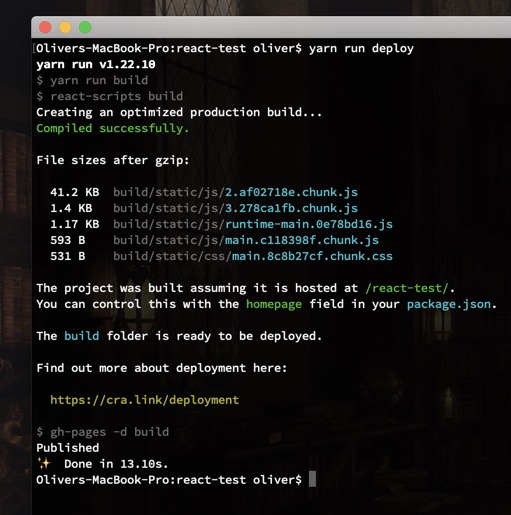 Olivers-MacBook-Pro:react-test oliver$ yarn run deploy
yarn run v1.22.10
$ yarn run build
$ react-scripts build
Creating an optimized production build...
Compiled successfully.
File sizes after gzip:
41.2 KB  build/static/js/2.af02718e.chunk.js
1.4 KB   build/static/js/3.278ca1fb.chunk.js
1.17 KB  build/static/js/runtime-main.0e78bd16.js
593 B    build/static/js/main.c118398f.chunk.js
531 B    build/static/css/main.8c8b27cf.chunk.css
The project was built assuming it is hosted at /react-test/.
You can control this with the homepage field in your package.json.
The build folder is ready to be deployed.
Find out more about deployment here:
https://cra.link/deployment
$ gh-pages -d build
Published
✨  Done in 13.10s.
Olivers-MacBook-Pro:react-test oliver$